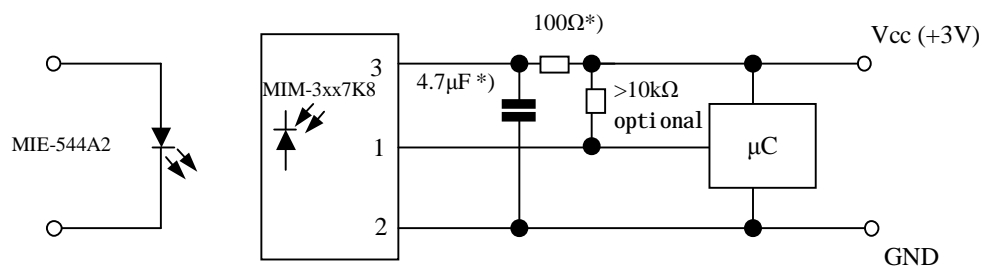 100Ω*)
Vcc (+3V)
3
4.7μF *)
MIM-3xx7K8
>10kΩ
optional
MIE-544A2
1
μC
2
GND